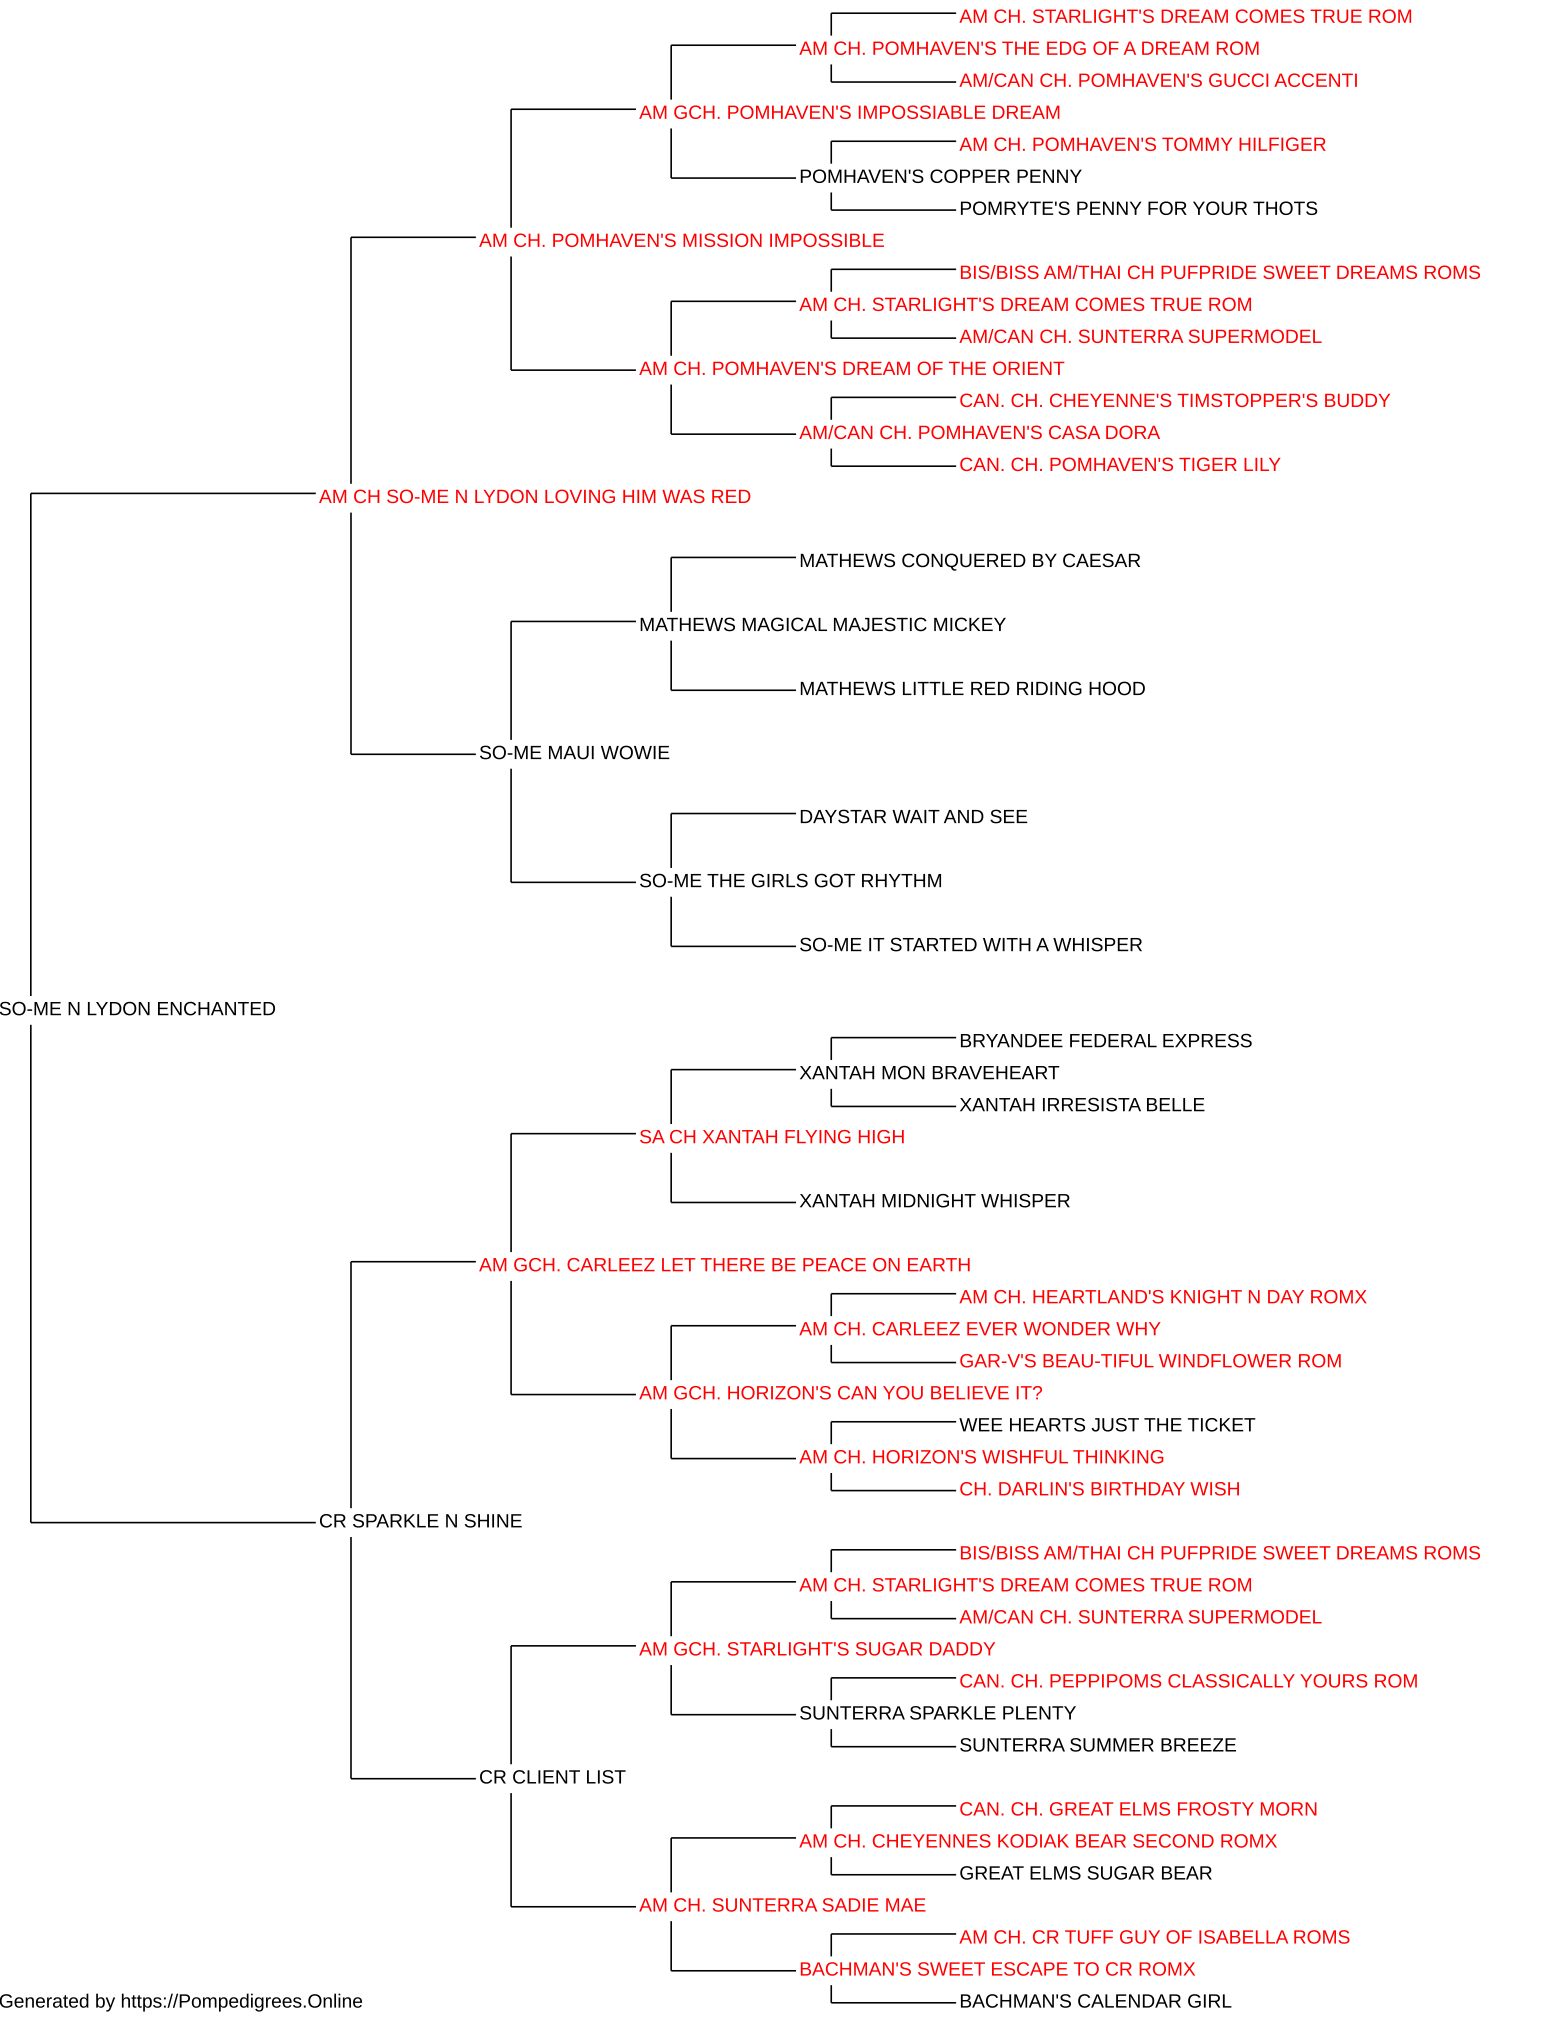 AM CH. STARLIGHT'S DREAM COMES TRUE ROM
AM CH. POMHAVEN'S THE EDG OF A DREAM ROM
AM/CAN CH. POMHAVEN'S GUCCI ACCENTI
AM GCH. POMHAVEN'S IMPOSSIABLE DREAM
AM CH. POMHAVEN'S TOMMY HILFIGER
POMHAVEN'S COPPER PENNY
POMRYTE'S PENNY FOR YOUR THOTS
AM CH. POMHAVEN'S MISSION IMPOSSIBLE
BIS/BISS AM/THAI CH PUFPRIDE SWEET DREAMS ROMS
AM CH. STARLIGHT'S DREAM COMES TRUE ROM
AM/CAN CH. SUNTERRA SUPERMODEL
AM CH. POMHAVEN'S DREAM OF THE ORIENT
CAN. CH. CHEYENNE'S TIMSTOPPER'S BUDDY
AM/CAN CH. POMHAVEN'S CASA DORA
CAN. CH. POMHAVEN'S TIGER LILY
AM CH SO-ME N LYDON LOVING HIM WAS RED
MATHEWS CONQUERED BY CAESAR
MATHEWS MAGICAL MAJESTIC MICKEY
MATHEWS LITTLE RED RIDING HOOD
SO-ME MAUI WOWIE
DAYSTAR WAIT AND SEE
SO-ME THE GIRLS GOT RHYTHM
SO-ME IT STARTED WITH A WHISPER
SO-ME N LYDON ENCHANTED
BRYANDEE FEDERAL EXPRESS
XANTAH MON BRAVEHEART
XANTAH IRRESISTA BELLE
SA CH XANTAH FLYING HIGH
XANTAH MIDNIGHT WHISPER
AM GCH. CARLEEZ LET THERE BE PEACE ON EARTH
AM CH. HEARTLAND'S KNIGHT N DAY ROMX
AM CH. CARLEEZ EVER WONDER WHY
GAR-V'S BEAU-TIFUL WINDFLOWER ROM
AM GCH. HORIZON'S CAN YOU BELIEVE IT?
WEE HEARTS JUST THE TICKET
AM CH. HORIZON'S WISHFUL THINKING
CH. DARLIN'S BIRTHDAY WISH
CR SPARKLE N SHINE
BIS/BISS AM/THAI CH PUFPRIDE SWEET DREAMS ROMS
AM CH. STARLIGHT'S DREAM COMES TRUE ROM
AM/CAN CH. SUNTERRA SUPERMODEL
AM GCH. STARLIGHT'S SUGAR DADDY
CAN. CH. PEPPIPOMS CLASSICALLY YOURS ROM
SUNTERRA SPARKLE PLENTY
SUNTERRA SUMMER BREEZE
CR CLIENT LIST
CAN. CH. GREAT ELMS FROSTY MORN
AM CH. CHEYENNES KODIAK BEAR SECOND ROMX
GREAT ELMS SUGAR BEAR
AM CH. SUNTERRA SADIE MAE
AM CH. CR TUFF GUY OF ISABELLA ROMS
BACHMAN'S SWEET ESCAPE TO CR ROMX
BACHMAN'S CALENDAR GIRL
Generated by https://Pompedigrees.Online